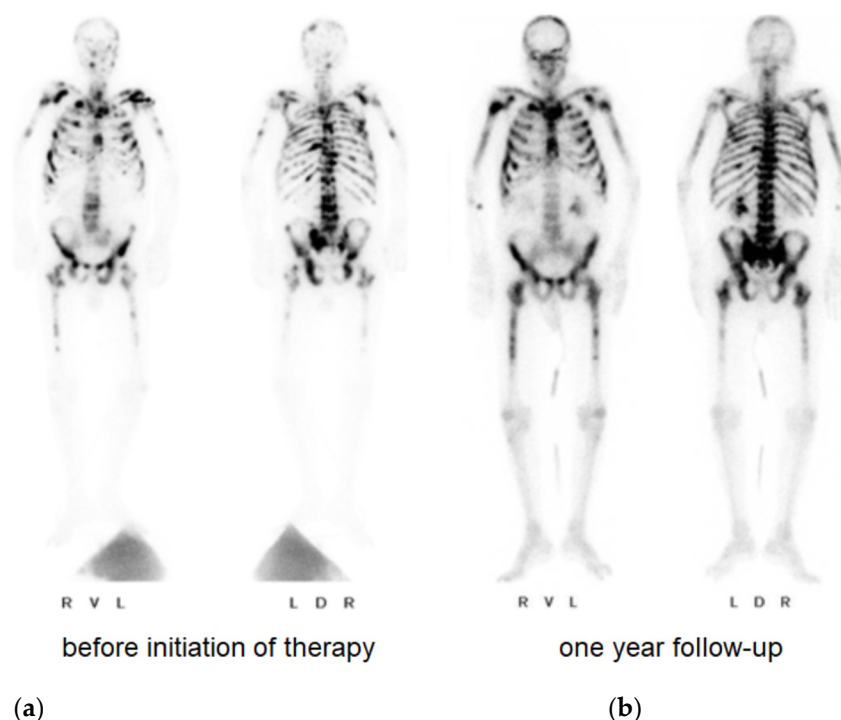 R V L L D R R V L L D R
before initiation of therapy one year follow-up
(a) (b)